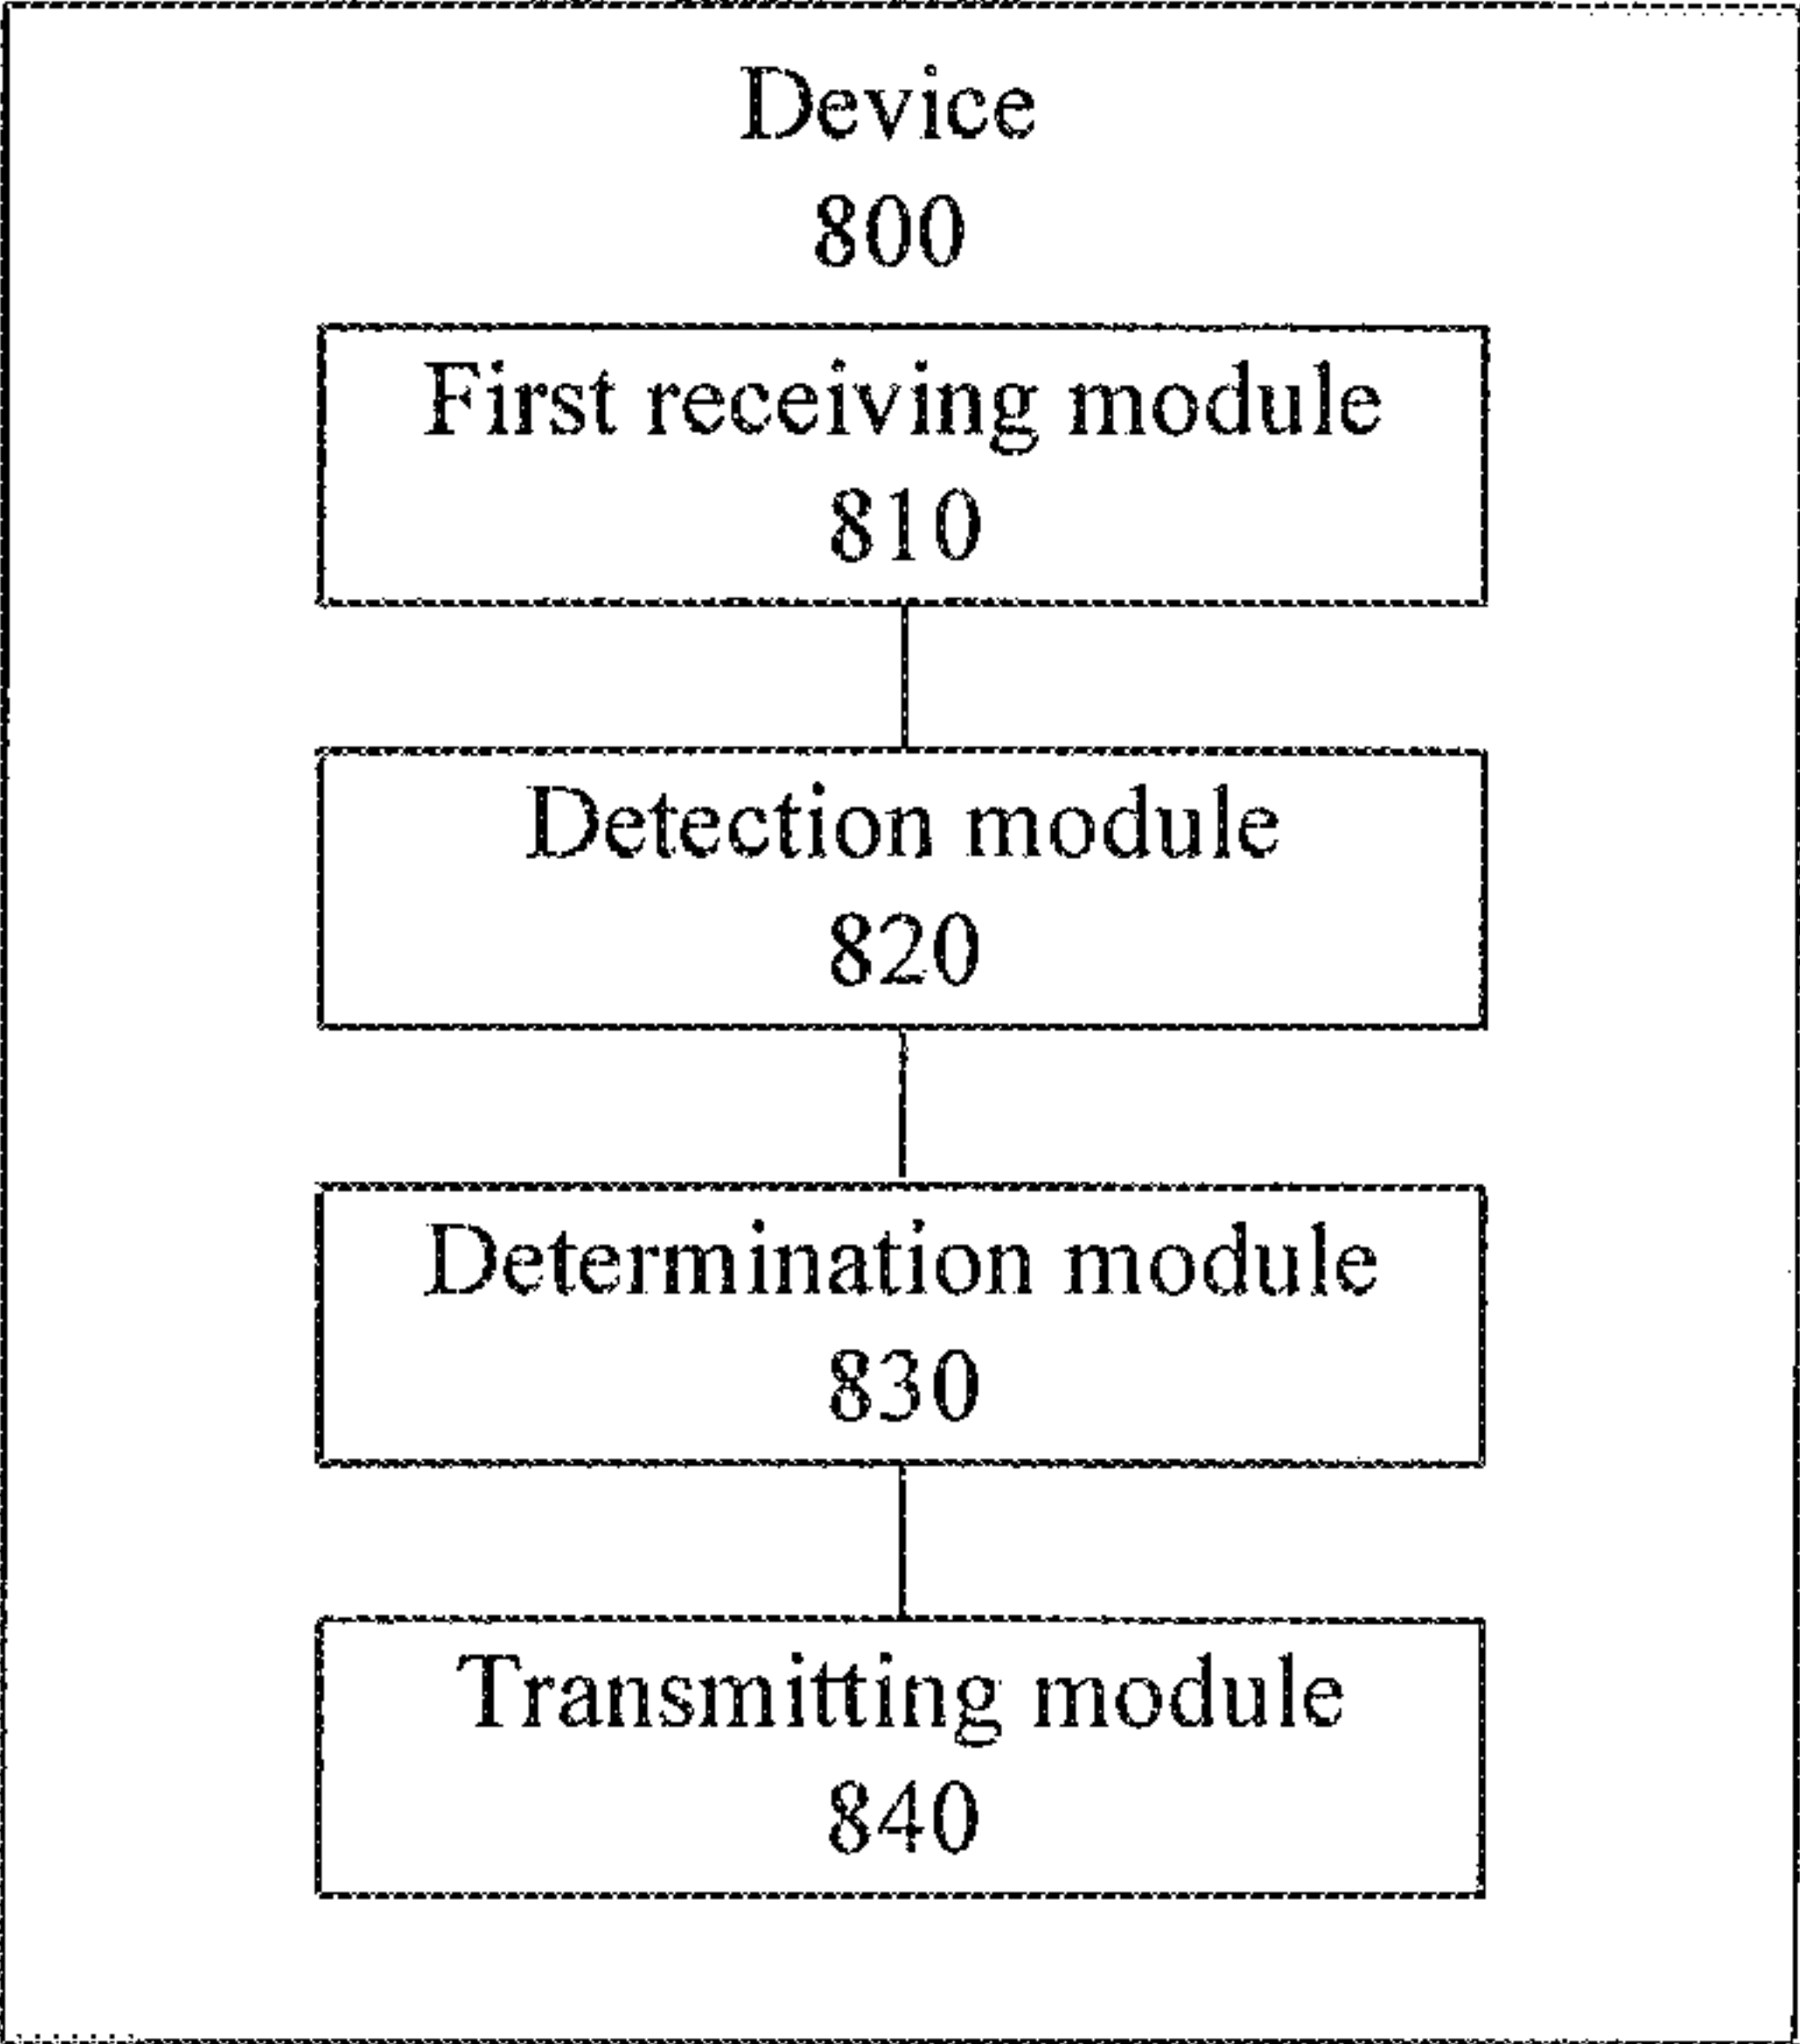 Device
800
First receiving module
810
Detection module
820
Determination module
830
Transmitting module
840